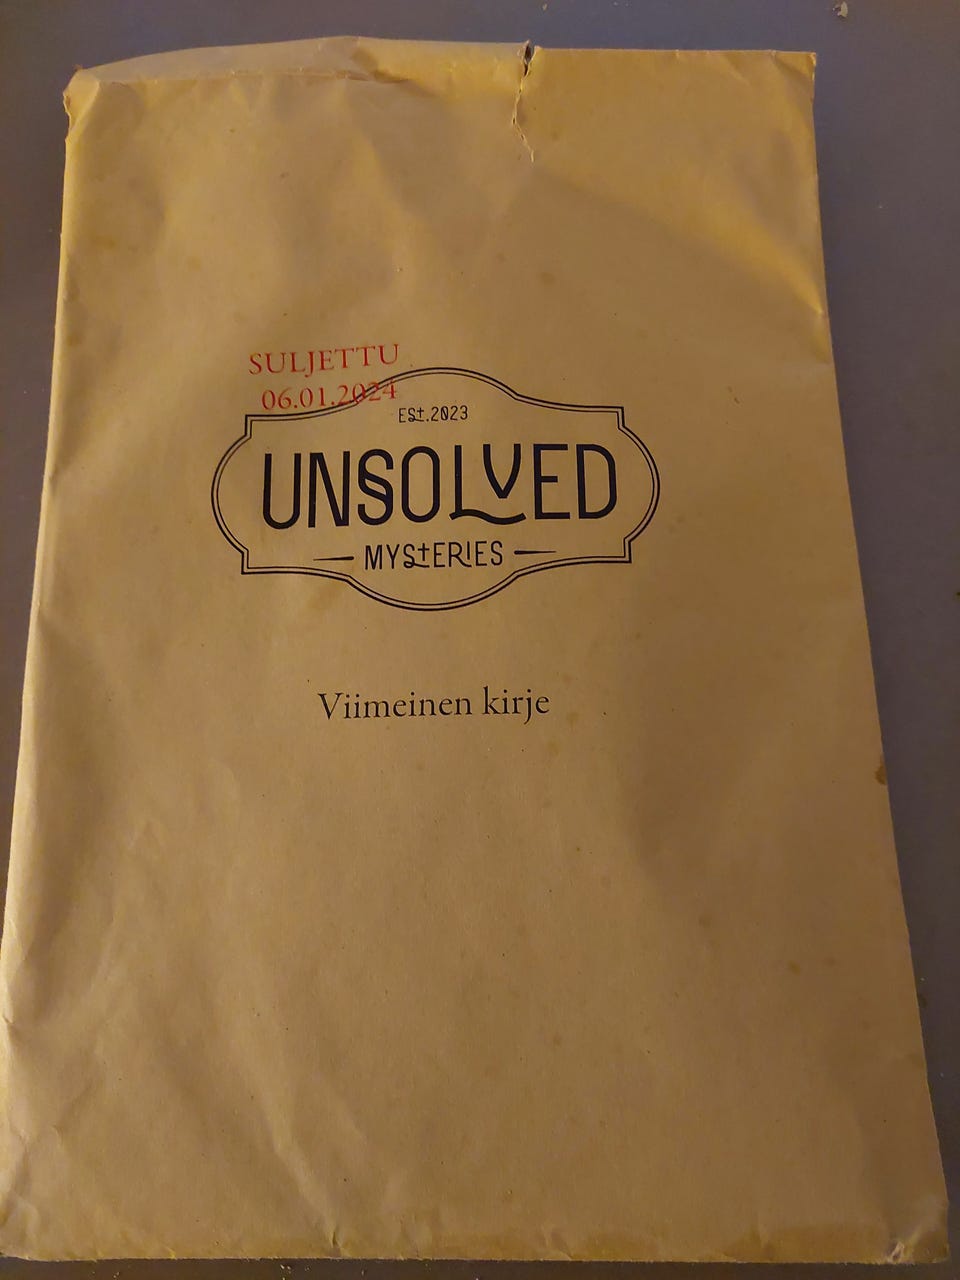 SULJETTU
06.01.2024
EST.2023
UNSOLVED
MYSTERIES
Viimeinen kirje